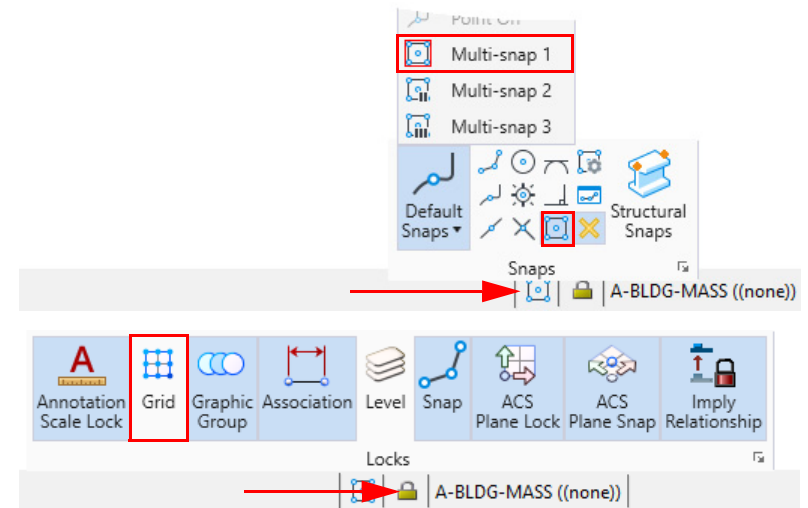 Point On
Multi-snap 1
Multi-snap 2
Multi-snap 3
Default
Snaps
Structural
Snaps
Snaps
A-BLDG-MASS ((none))
A
Annotation
Scale Lock
Grid
Graphic
Group
Association
Level
Snap
ACS
Plane Lock
ACS
Plane Snap
Imply
Relationship
Locks
A-BLDG-MASS ((none))